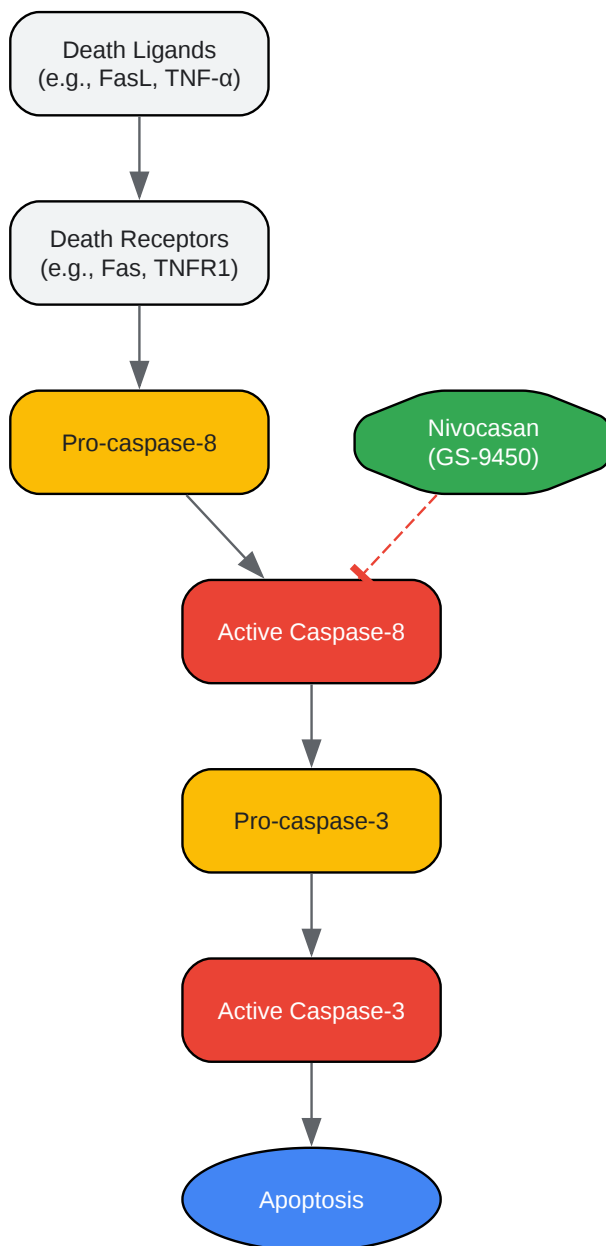 Death Ligands
(e.g., FasL, TNF-α)
Death Receptors
(e.g., Fas, TNFR1)
Pro-caspase-8
Nivocasan
(GS-9450)
Active Caspase-8
Pro-caspase-3
Active Caspase-3
Apoptosis